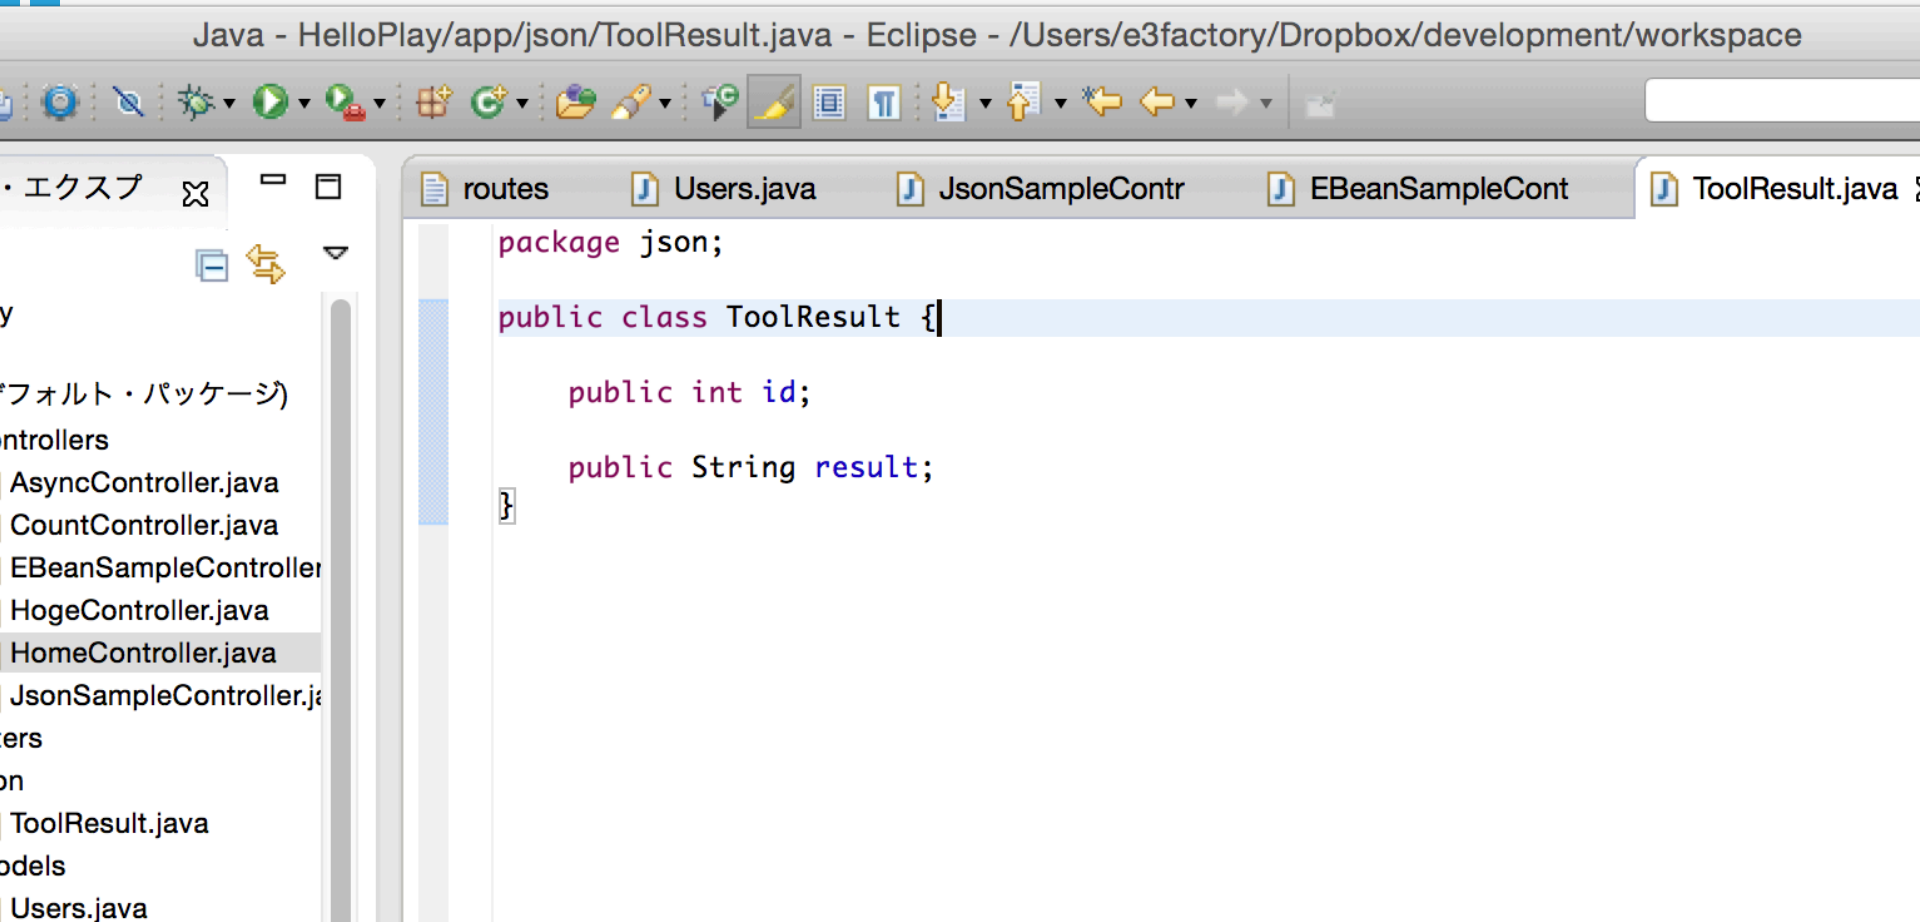 Java - HelloPlay/app/json/ToolResult.java - Eclipse - /Users/e3factory/Dropbox/development/workspace
・エクスプ
routes
Users.java
JsonSampleContr
EBeanSampleCont
ToolResult.java
package json;
public class ToolResult {
public int id;
public String result;
}
y
デフォルト・パッケージ)
ntrollers
AsyncController.java
CountController.java
EBeanSampleController
HogeController.java
HomeController.java
JsonSampleController.ja
ters
on
ToolResult.java
odels
Users.java